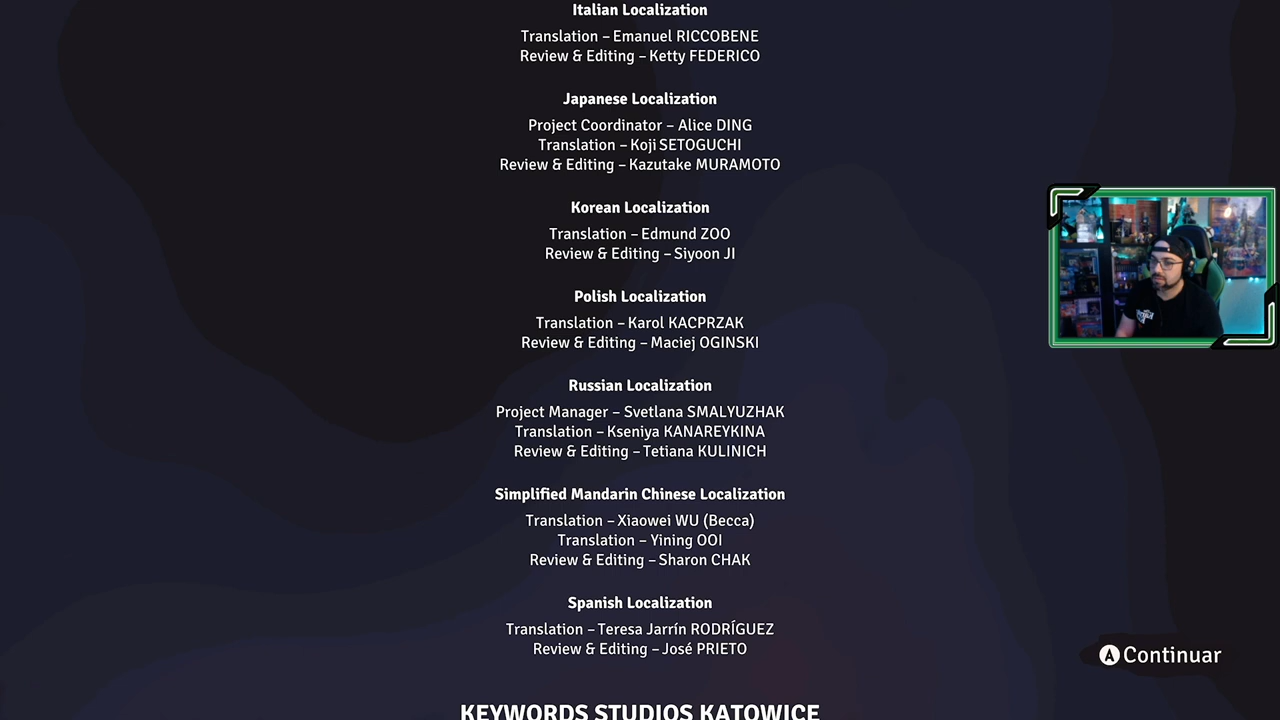 Italian Localization
Translation – Emanuel RICCOBENE
Review & Editing – Ketty FEDERICO
Japanese Localization
Project Coordinator – Alice DING
Translation – Koji SETOGUCHI
Review & Editing – Kazutake MURAMOTO
Korean Localization
Translation – Edmund ZOO
Review & Editing – Siyoon JI
Polish Localization
Translation – Karol KACPRZAK
Review & Editing – Maciej OGINSKI
Russian Localization
Project Manager – Svetlana SMALYUZHAK
Translation – Kseniya KANAREYKINA
Review & Editing – Tetiana KULINICH
Simplified Mandarin Chinese Localization
Translation – Xiaowei WU (Becca)
Translation – Yining OOI
Review & Editing – Sharon CHAK
Spanish Localization
Translation – Teresa Jarrín RODRÍGUEZ
Review & Editing – José PRIETO
A Continuar
KEYWORDS STUDIOS KATOWICE